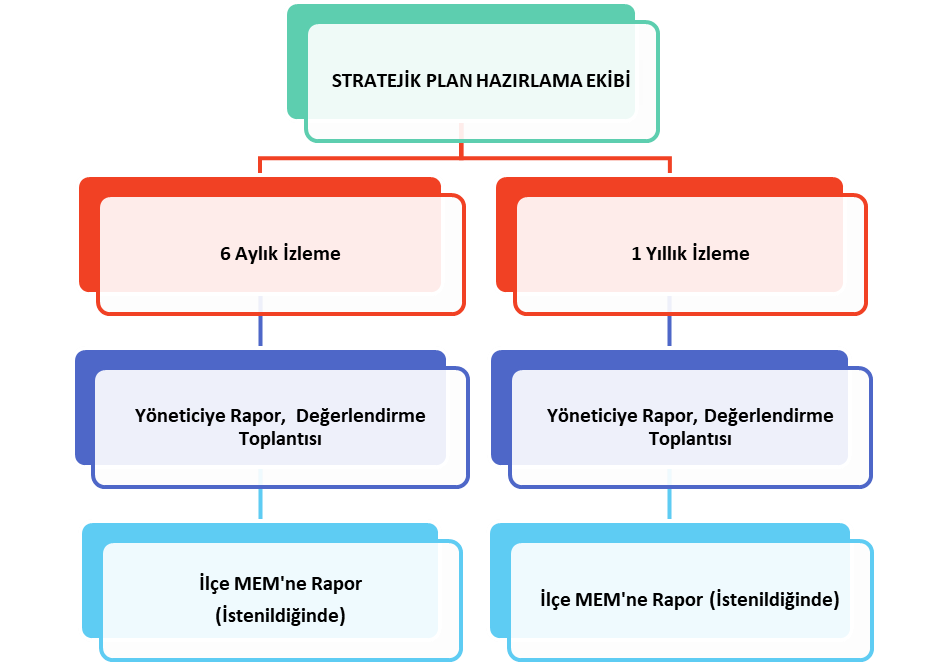 STRATEJİK PLAN HAZIRLAMA EKİBİ
6 Aylık İzleme
1 Yıllık İzleme
Yöneticiye Rapor, Değerlendirme
Toplantısı
Yöneticiye Rapor, Değerlendirme
Toplantısı
İlçe MEM'ne Rapor
(İstenildiğinde)
İlçe MEM'ne Rapor (İstenildiğinde)